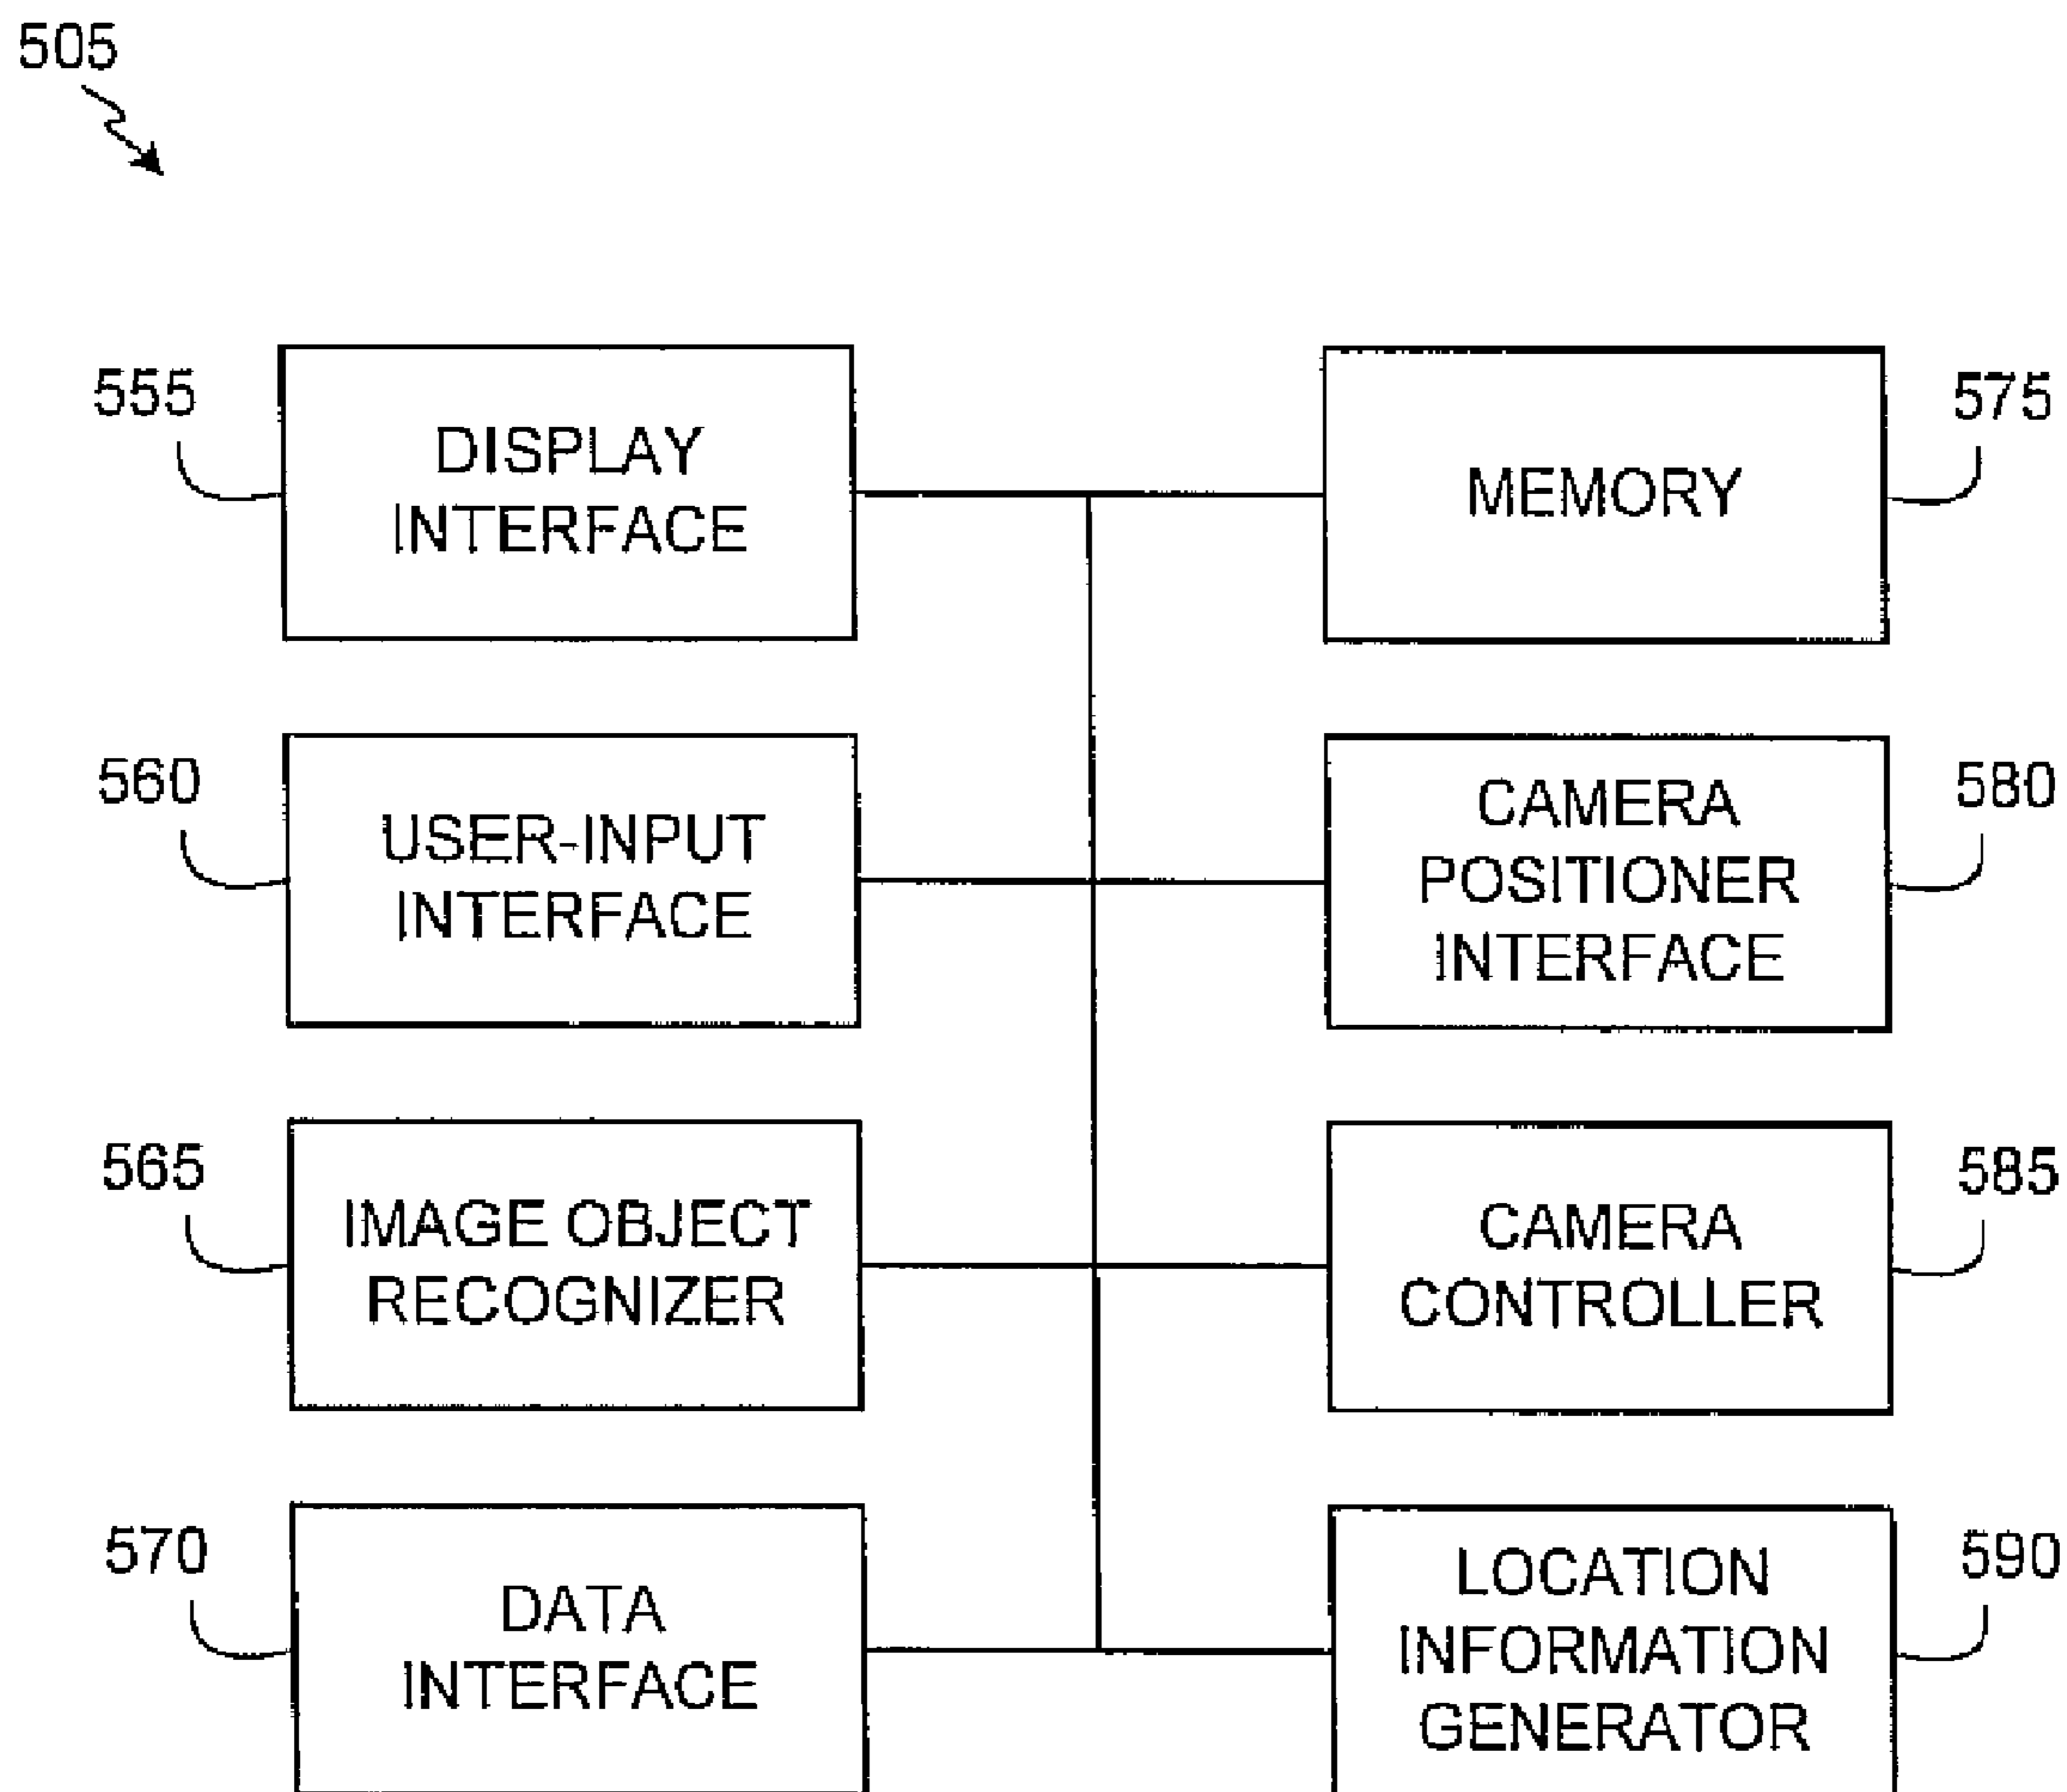 505
555
DISPLAY
INTERFACE
MEMORY
575
560
USER-INPUT
INTERFACE
CAMERA
POSITIONER
INTERFACE
580
565
IMAGE OBJECT
RECOGNIZER
CAMERA
CONTROLLER
585
570
DATA
INTERFACE
LOCATION
INFORMATION
GENERATOR
590